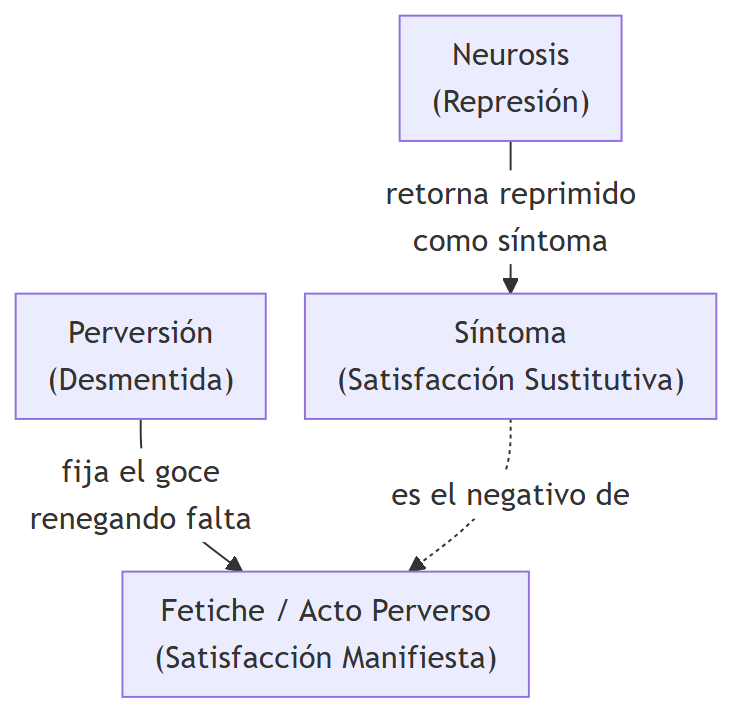 Neurosis
(Represión)
retorna reprimido
como síntoma
Perversión
(Desmentida)
Síntoma
(Satisfacción Sustitutiva)
fija el goce
renegando falta
es el negativo de
Fetiche / Acto Perverso
(Satisfacción Manifiesta)